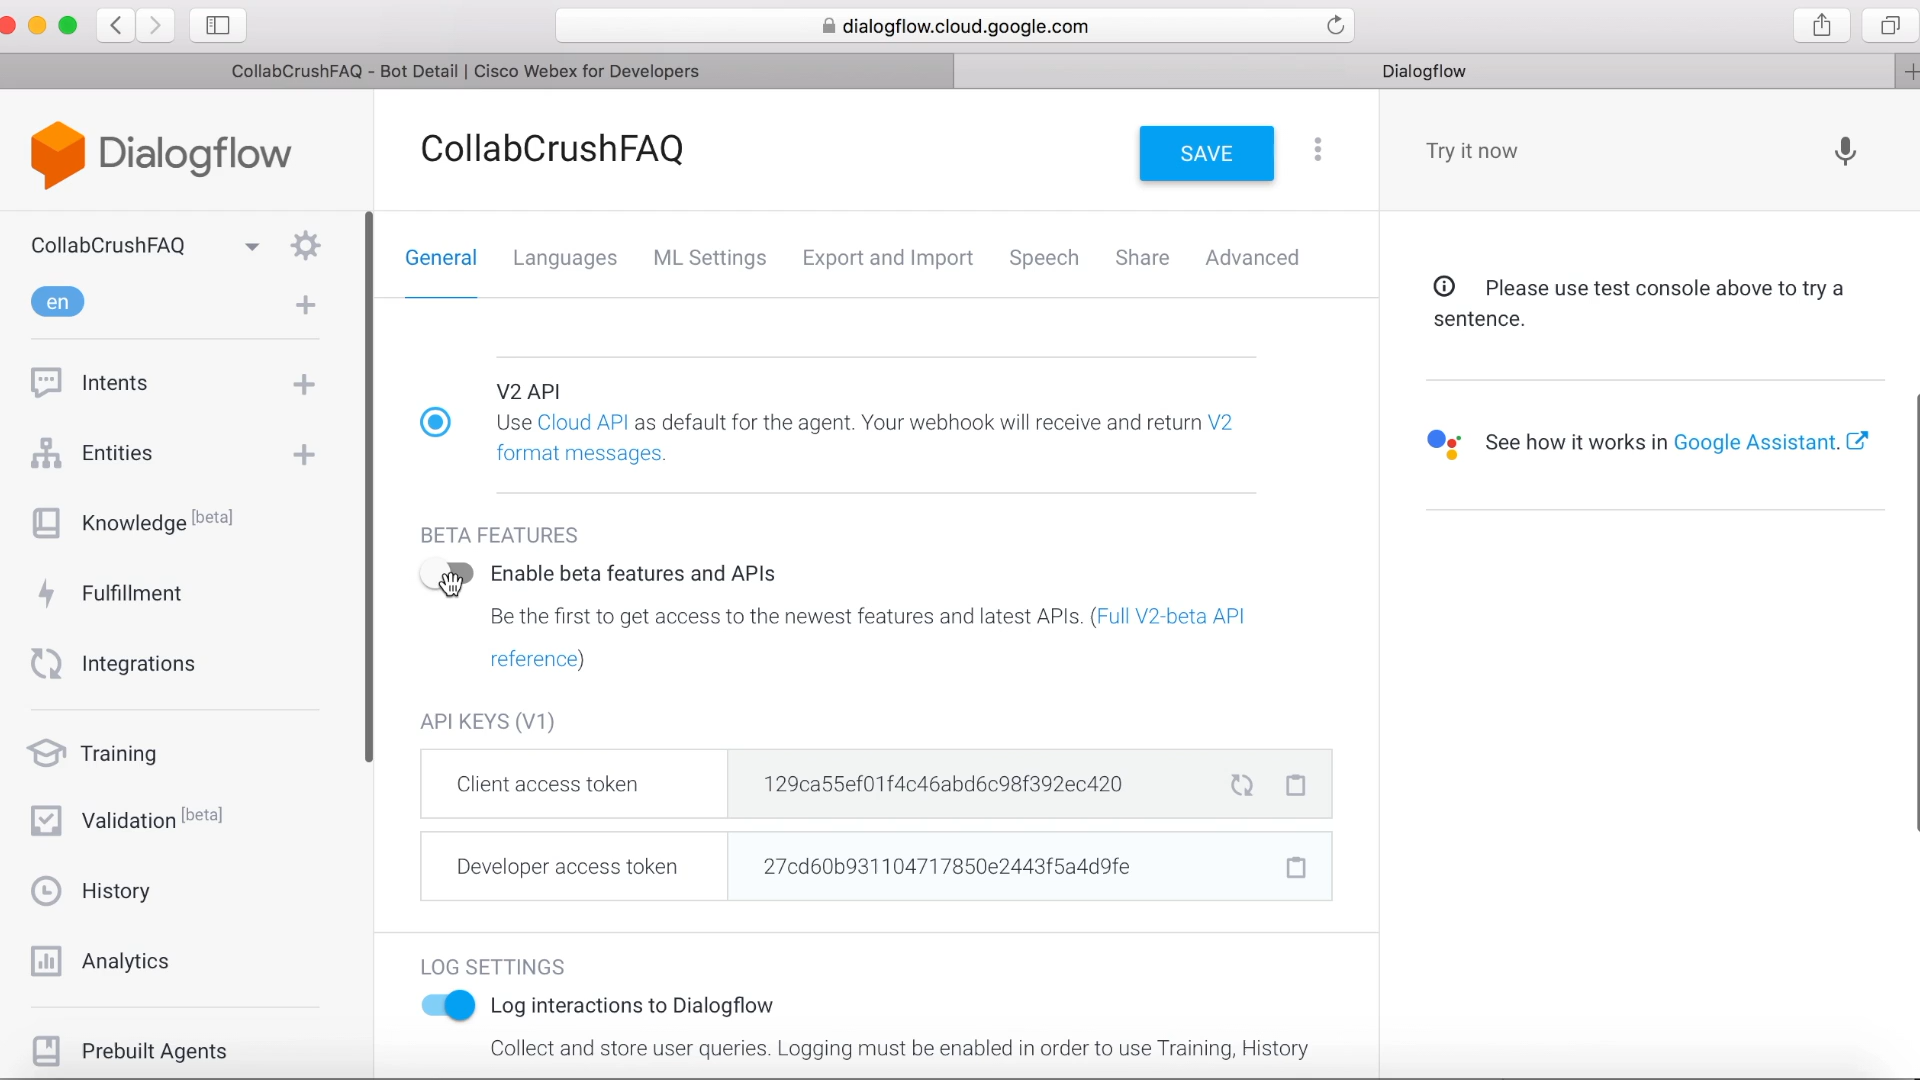 dialogflow.cloud.google.com
CollabCrushFAQ - Bot Detail | Cisco Webex for Developers
Dialogflow
Dialogflow
CollabCrushFAQ
en
Intents
Entities
Knowledge [beta]
Fulfillment
Integrations
Training
Validation [beta]
History
Analytics
Prebuilt Agents
CollabCrushFAQ
SAVE
General Languages ML Settings Export and Import Speech Share Advanced
V2 API
Use Cloud API as default for the agent. Your webhook will receive and return V2
format messages.
BETA FEATURES
Enable beta features and APIs
Be the first to get access to the newest features and latest APIs. (Full V2-beta API
reference)
API KEYS (V1)
Client access token 129ca55ef01f4c46abd6c98f392ec420
Developer access token 27cd60b931104717850e2443f5a4d9fe
LOG SETTINGS
Log interactions to Dialogflow
Collect and store user queries. Logging must be enabled in order to use Training, History
Try it now
Please use test console above to try a
sentence.
See how it works in Google Assistant.